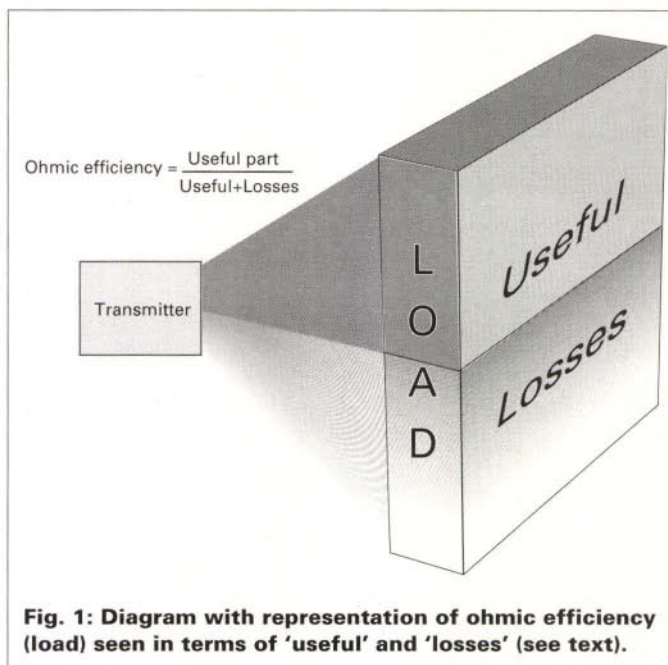 Ohmic efficiency = Useful part
Useful+Losses
Transmitter
LOAD
Useful
Losses
Fig. 1: Diagram with representation of ohmic efficiency
(load) seen in terms of ‘useful’ and ‘losses’ (see text).